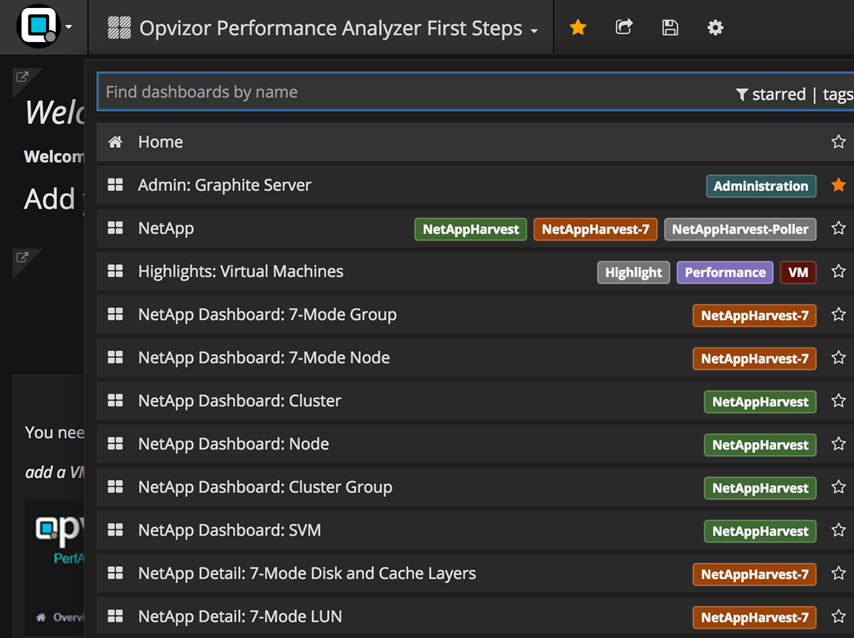 Opvizor Performance Analyzer First Steps
Find dashboards by name starred | tags
Home
Admin: Graphite Server Administration
NetApp NetAppHarvest NetAppHarvest-7 NetAppHarvest-Poller
Highlights: Virtual Machines Highlight Performance VM
NetApp Dashboard: 7-Mode Group NetAppHarvest-7
NetApp Dashboard: 7-Mode Node NetAppHarvest-7
NetApp Dashboard: Cluster NetAppHarvest
NetApp Dashboard: Node NetAppHarvest
NetApp Dashboard: Cluster Group NetAppHarvest
NetApp Dashboard: SVM NetAppHarvest
NetApp Detail: 7-Mode Disk and Cache Layers NetAppHarvest-7
NetApp Detail: 7-Mode LUN NetAppHarvest-7
Welc
Welcom
Add
You nee
add a VM
Opv
PerfA
Overvi